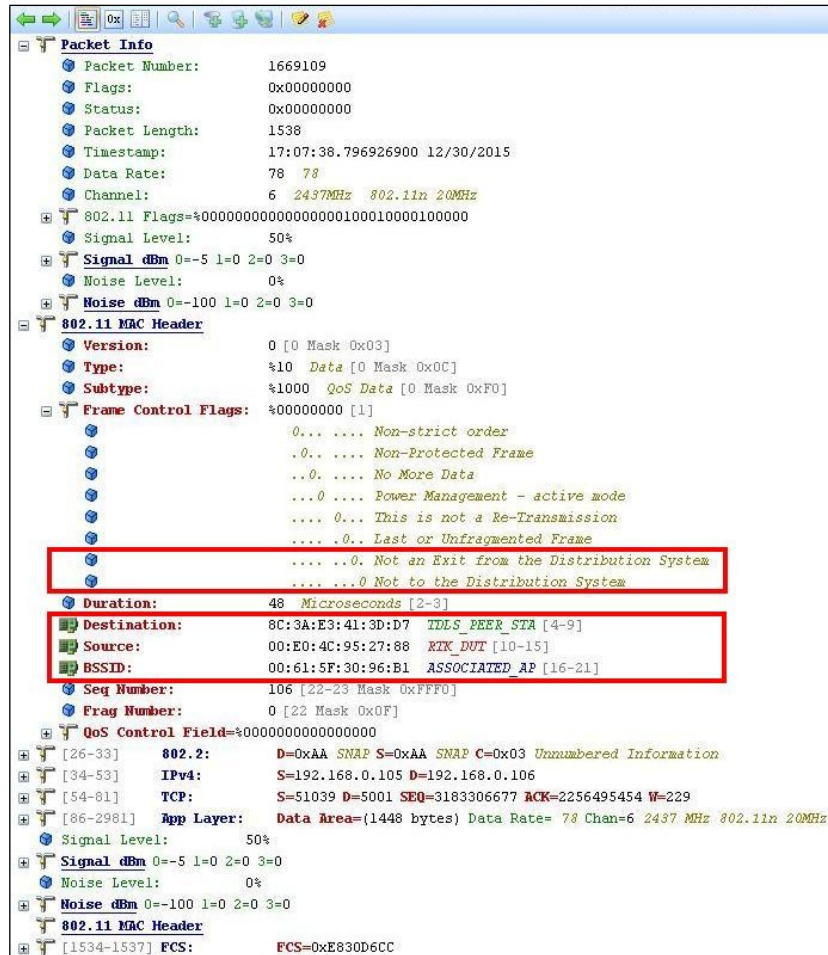 Packet Info
Packet Number: 1669109
Flags: 0x00000000
Status: 0x00000000
Packet Length: 1538
Timestamp: 17:07:38.796926900 12/30/2015
Data Rate: 78 78
Channel: 6 2437MHz 802.11n 20MHz
802.11 Flags=%00000000000000000100010000100000
Signal Level: 50%
Signal dBm 0=-5 1=0 2=0 3=0
Noise Level: 0%
Noise dBm 0=-100 1=0 2=0 3=0
802.11 MAC Header
Version: 0 [0 Mask 0x03]
Type: %10 Data [0 Mask 0x0C]
Subtype: %1000 QoS Data [0 Mask 0xF0]
Frame Control Flags: %00000000 [1]
0... .... Non-strict order
.0.. .... Non-Protected Frame
..0. .... No More Data
...0 .... Power Management - active mode
.... 0... This is not a Re-Transmission
.... .0.. Last or Unfragmented Frame
.... ..0. Not an Exit from the Distribution System
.... ...0 Not to the Distribution System
Duration: 48 Microseconds [2-3]
Destination: 8C:3A:E3:41:3D:D7 TDLS_PEER_STA [4-9]
Source: 00:E0:4C:95:27:88 RTK_DUT [10-15]
BSSID: 00:61:5F:30:96:B1 ASSOCIATED_AP [16-21]
Seq Number: 106 [22-23 Mask 0xFFF0]
Frag Number: 0 [22 Mask 0x0F]
QoS Control Field=%0000000000000000
[26-33] 802.2: D=0xAA SNAP S=0xAA SNAP C=0x03 Unnumbered Information
[34-53] IPv4: S=192.168.0.105 D=192.168.0.106
[54-81] TCP: S=51039 D=5001 SEQ=3183306677 ACK=2256495454 W=229
[86-2981] App Layer: Data Area=(1448 bytes) Data Rate= 78 Chan=6 2437 MHz 802.11n 20MHz
Signal Level: 50%
Signal dBm 0=-5 1=0 2=0 3=0
Noise Level: 0%
Noise dBm 0=-100 1=0 2=0 3=0
802.11 MAC Header
[1534-1537] FCS: FCS=0xE830D6CC